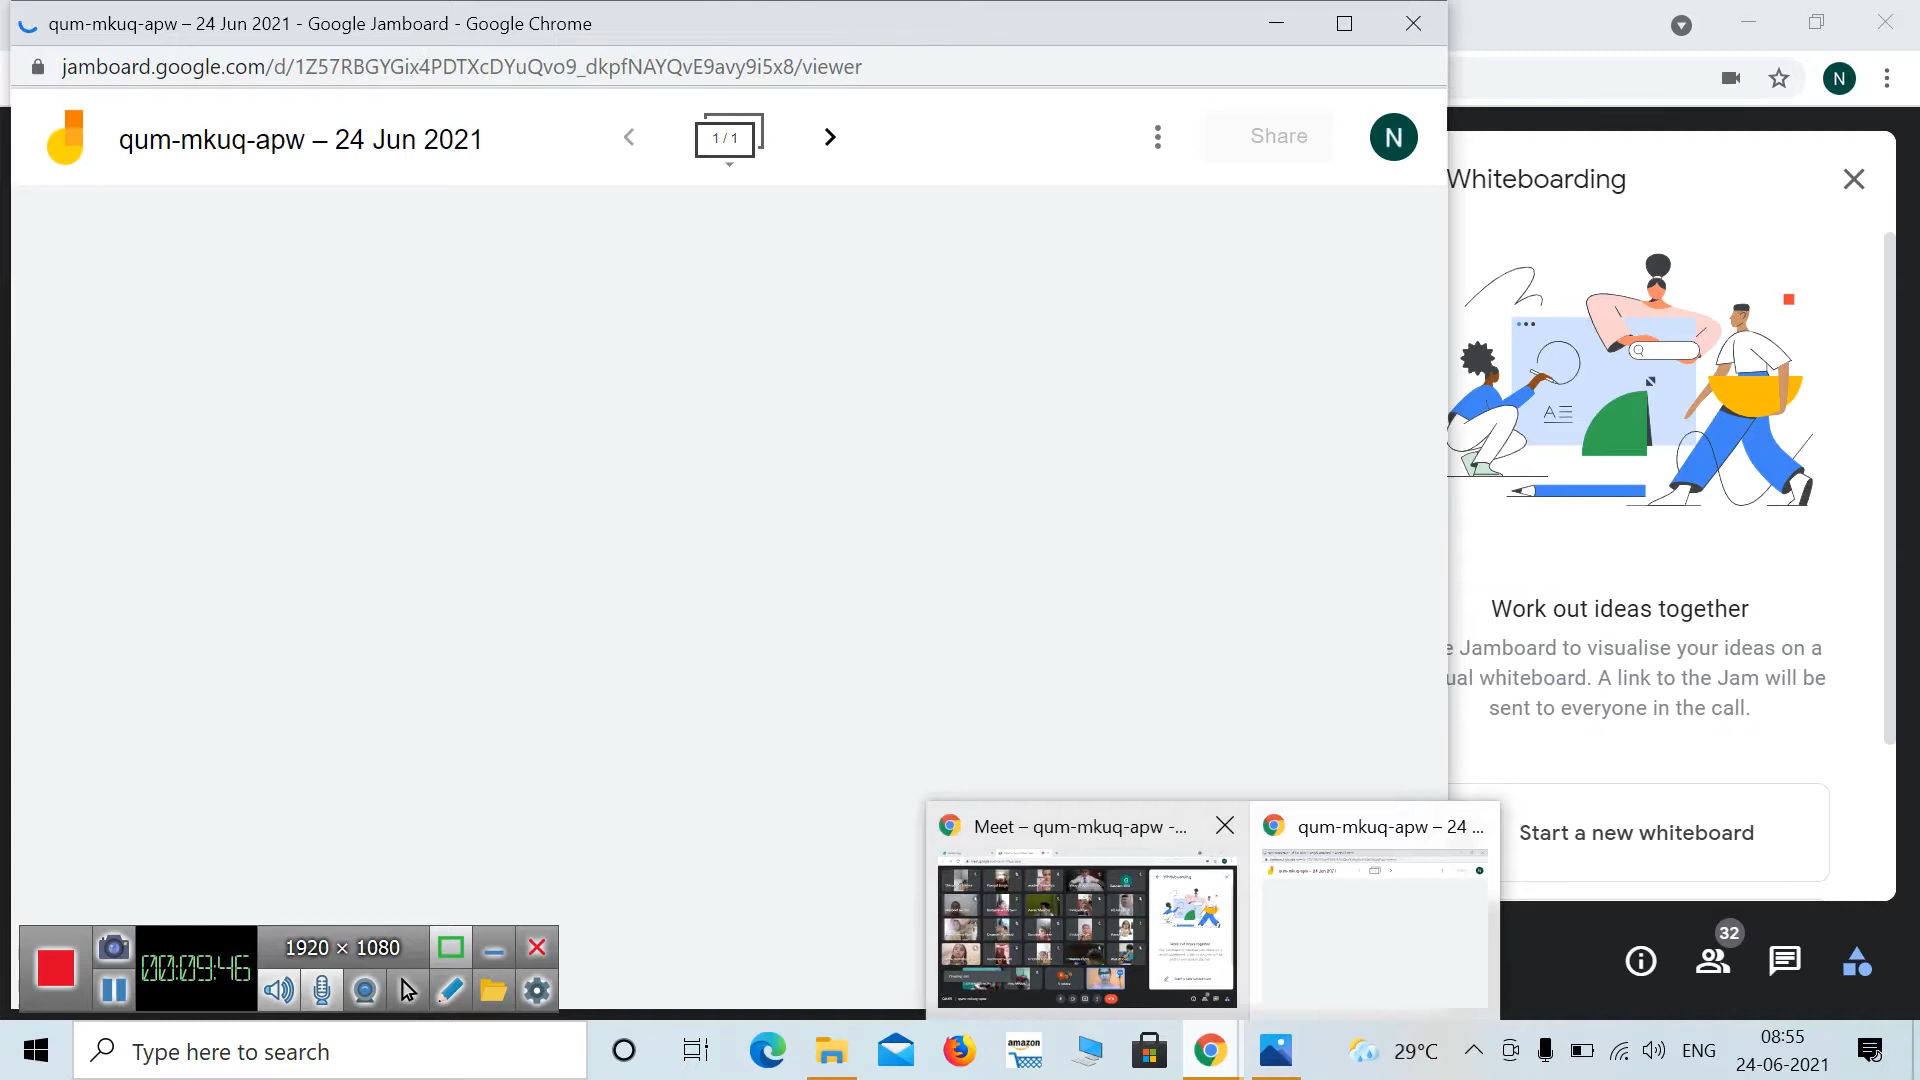 qum-mkuq-apw – 24 Jun 2021 - Google Jamboard - Google Chrome
jamboard.google.com/d/1Z57RBGYGix4PDTXcDYuQvo9_dkpfNAYQvE9avy9i5x8/viewer
N
qum-mkuq-apw – 24 Jun 2021
1 / 1
Share
N
Whiteboarding
Work out ideas together
e Jamboard to visualise your ideas on a
ual whiteboard. A link to the Jam will be
sent to everyone in the call.
Start a new whiteboard
Meet – qum-mkuq-apw -...
qum-mkuq-apw – 24 ...
32
00:09:46
1920 × 1080
Type here to search
amazon
29°C
ENG
08:55
24-06-2021